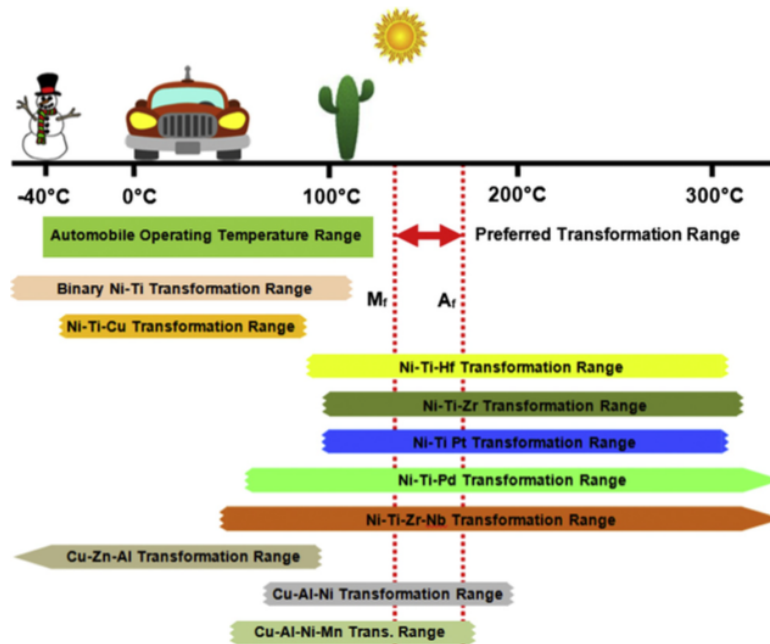 -40°C 0°C 100°C 200°C 300°C
Automobile Operating Temperature Range
Preferred Transformation Range
Binary Ni-Ti Transformation Range
Mf Af
Ni-Ti-Cu Transformation Range
Ni-Ti-Hf Transformation Range
Ni-Ti-Zr Transformation Range
Ni-Ti Pt Transformation Range
Ni-Ti-Pd Transformation Range
Ni-Ti-Zr-Nb Transformation Range
Cu-Zn-Al Transformation Range
Cu-Al-Ni Transformation Range
Cu-Al-Ni-Mn Trans. Range